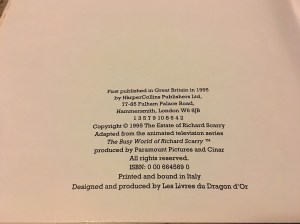 First published in Great Britain in 1995
by HarperCollins Publishers Ltd,
77-85 Fulham Palace Road,
Hammersmith, London W6 8JB
1 3 5 7 9 10 8 6 4 2
Copyright © 1995 The Estate of Richard Scarry
Adapted from the animated television series
The Busy World of Richard Scarry ™
produced by Paramount Pictures and Cinar
All rights reserved.
ISBN: 0 00 664569 0
Printed and bound in Italy
Designed and produced by Les Livres du Dragon d'Or